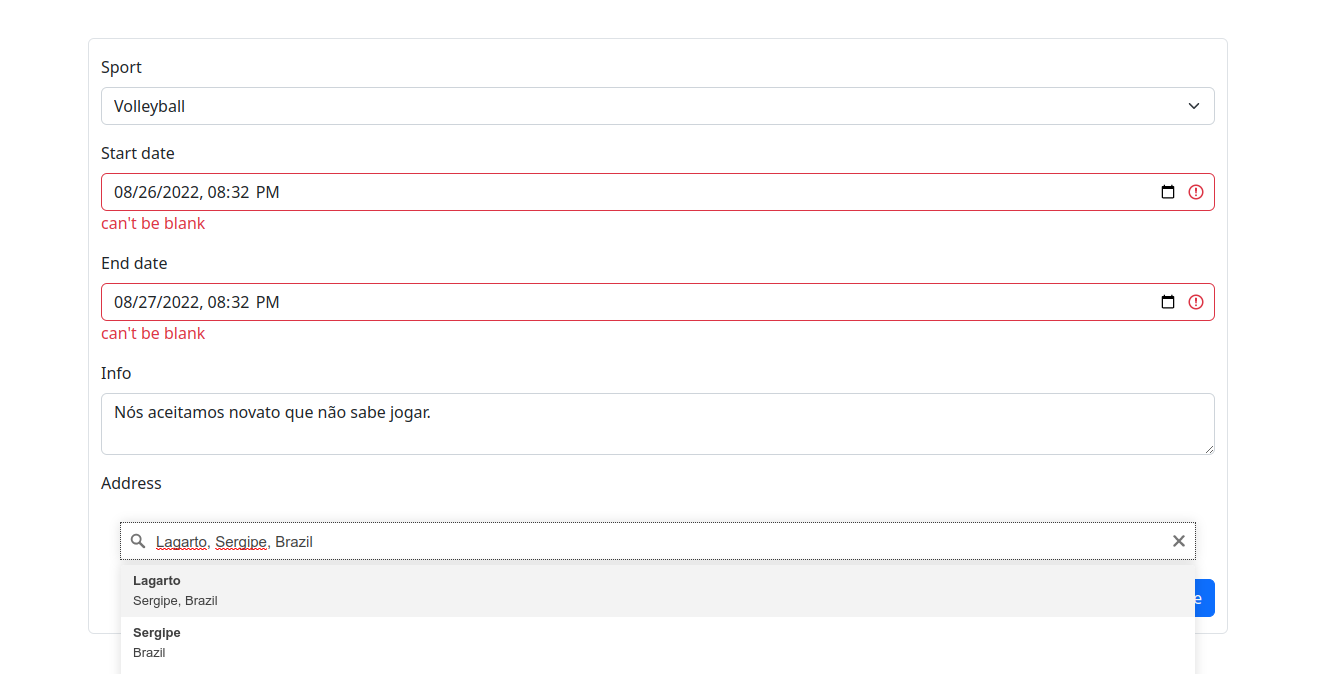 Sport
Volleyball
Start date
08/26/2022, 08:32 PM
can't be blank
End date
08/27/2022, 08:32 PM
can't be blank
Info
Nós aceitamos novato que não sabe jogar.
Address
Lagarto, Sergipe, Brazil
Lagarto
Sergipe, Brazil
Sergipe
Brazil